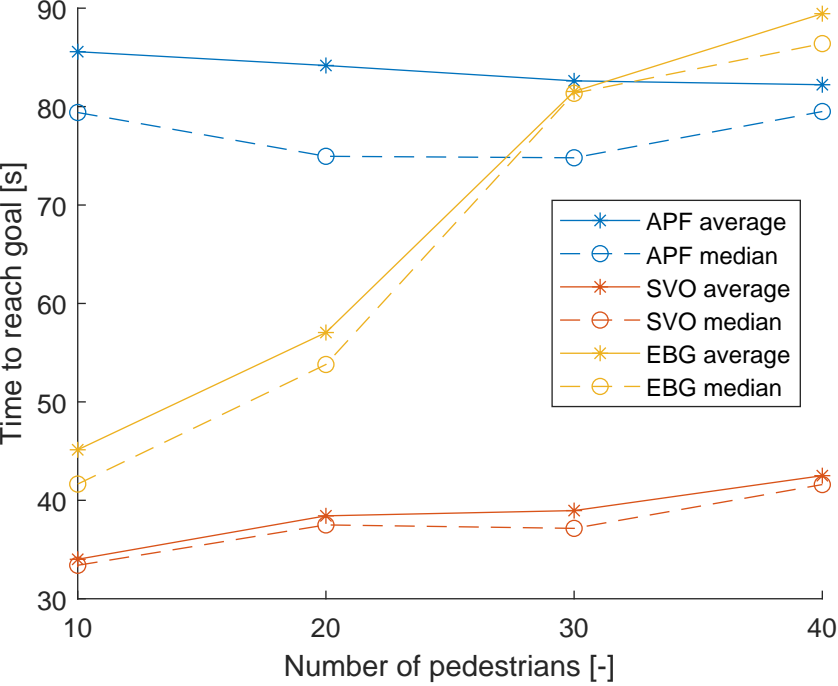 90
80
70
60
50
40
30
10
20
30
40
Time to reach goal [s]
Number of pedestrians [-]
APF average
APF median
SVO average
SVO median
EBG average
EBG median